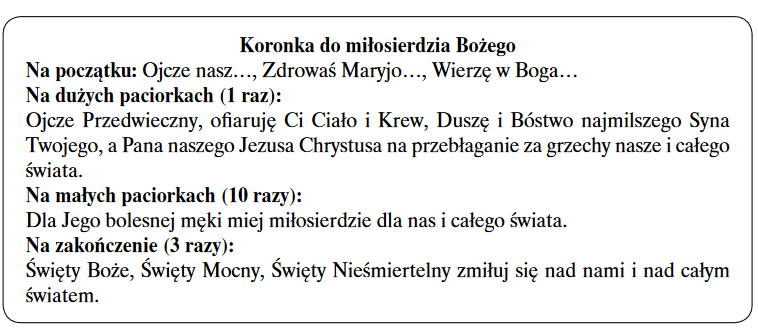 Koronka do miłosierdzia Bożego
Na początku: Ojcze nasz…, Zdrowaś Maryjo…, Wierzę w Boga…
Na dużych paciorkach (1 raz):
Ojcze Przedwieczny, ofiaruję Ci Ciało i Krew, Duszę i Bóstwo najmilszego Syna
Twojego, a Pana naszego Jezusa Chrystusa na przebłaganie za grzechy nasze i całego
świata.
Na małych paciorkach (10 razy):
Dla Jego bolesnej męki miej miłosierdzie dla nas i całego świata.
Na zakończenie (3 razy):
Święty Boże, Święty Mocny, Święty Nieśmiertelny zmiłuj się nad nami i nad całym
światem.